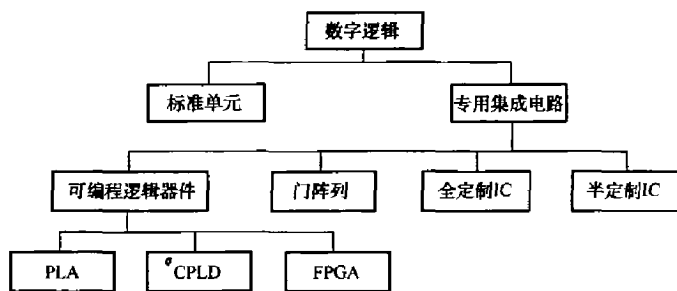 数字逻辑
标准单元
专用集成电路
可编程逻辑器件
门阵列
全定制IC
半定制IC
PLA
CPLD
FPGA